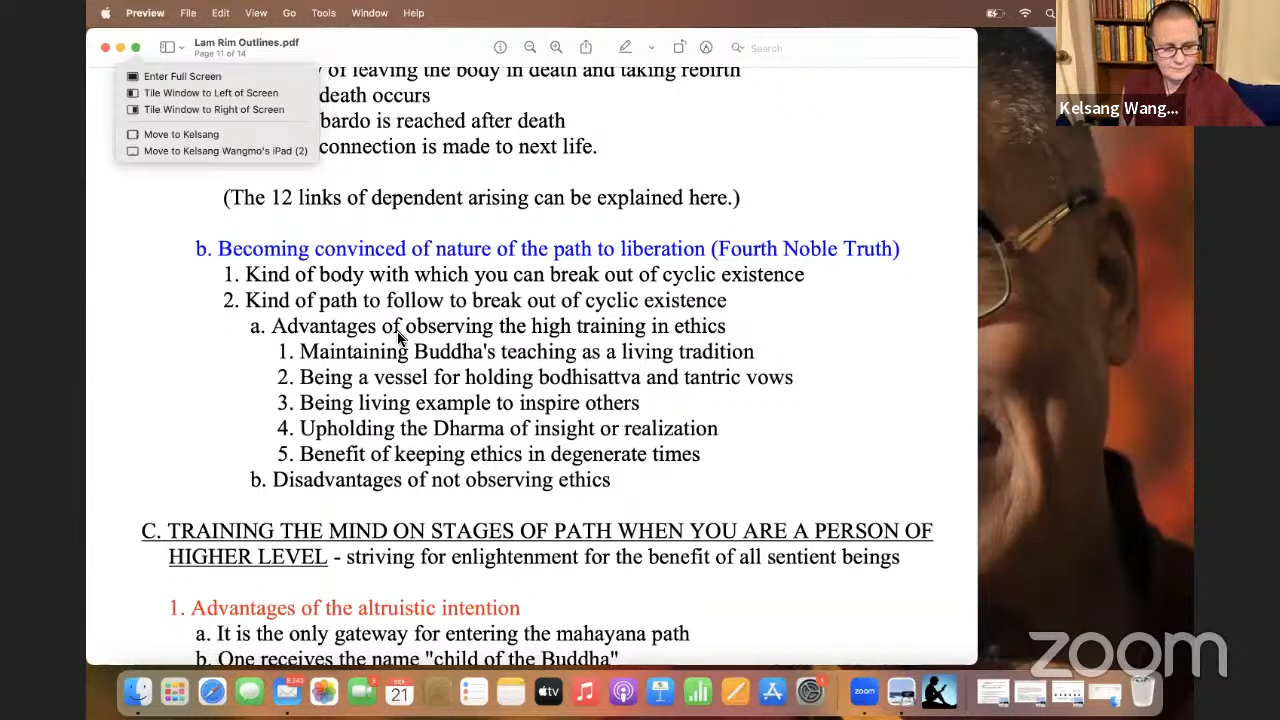 Preview File Edit View Go Tools Window Help
Lam Rim Outlines.pdf
Page 11 of 14
Search
Enter Full Screen
Tile Window to Left of Screen
Tile Window to Right of Screen
Move to Kelsang
Move to Kelsang Wangmo's iPad (2)
Kelsang Wang...
of leaving the body in death and taking rebirth
death occurs
bardo is reached after death
connection is made to next life.
(The 12 links of dependent arising can be explained here.)
b. Becoming convinced of nature of the path to liberation (Fourth Noble Truth)
1. Kind of body with which you can break out of cyclic existence
2. Kind of path to follow to break out of cyclic existence
a. Advantages of observing the high training in ethics
1. Maintaining Buddha's teaching as a living tradition
2. Being a vessel for holding bodhisattva and tantric vows
3. Being living example to inspire others
4. Upholding the Dharma of insight or realization
5. Benefit of keeping ethics in degenerate times
b. Disadvantages of not observing ethics
C. TRAINING THE MIND ON STAGES OF PATH WHEN YOU ARE A PERSON OF
HIGHER LEVEL - striving for enlightenment for the benefit of all sentient beings
1. Advantages of the altruistic intention
a. It is the only gateway for entering the mahayana path
b. One receives the name "child of the Buddha"
zoom
8,342
SEP
21
tv
zoom